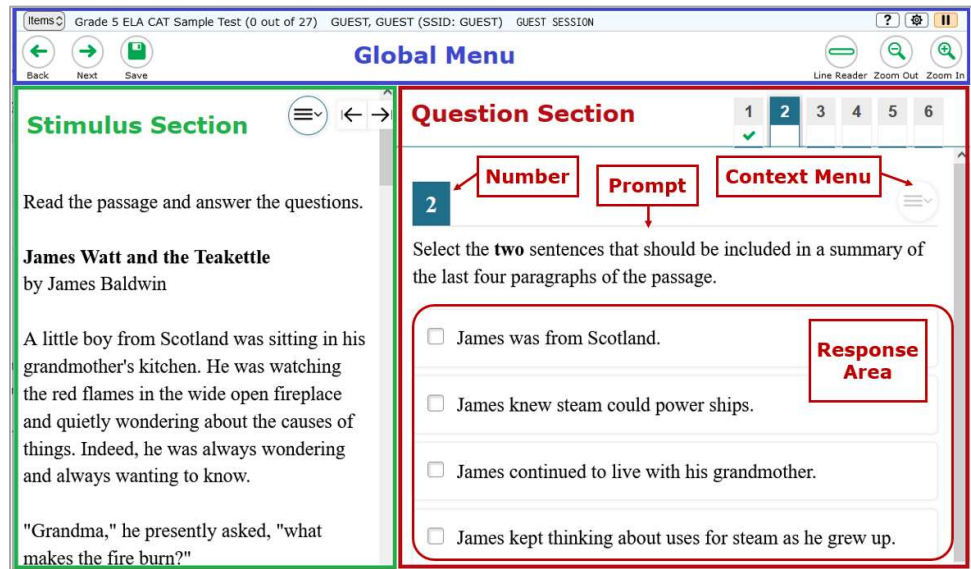 Items Grade 5 ELA CAT Sample Test (0 out of 27) GUEST, GUEST (SSID: GUEST) GUEST SESSION ?
Back Next Save
Global Menu
Line Reader Zoom Out Zoom In
Stimulus Section
Read the passage and answer the questions.
James Watt and the Teakettle
by James Baldwin
A little boy from Scotland was sitting in his
grandmother's kitchen. He was watching
the red flames in the wide open fireplace
and quietly wondering about the causes of
things. Indeed, he was always wondering
and always wanting to know.
"Grandma," he presently asked, "what
makes the fire burn?"
Question Section
1 2 3 4 5 6
Number
Prompt
Context Menu
2
Select the two sentences that should be included in a summary of
the last four paragraphs of the passage.
James was from Scotland.
Response
Area
James knew steam could power ships.
James continued to live with his grandmother.
James kept thinking about uses for steam as he grew up.